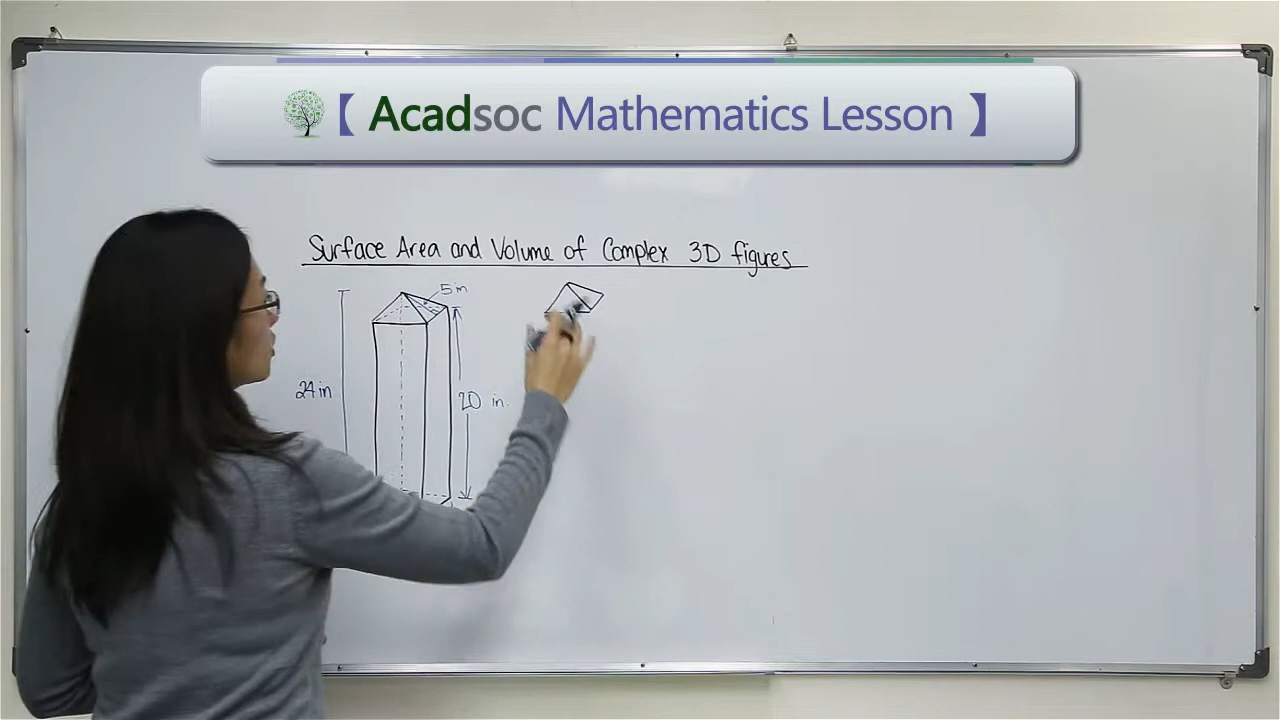 【 Acadsoc Mathematics Lesson 】
Surface Area and Volume of Complex 3D figures
5 in
24 in
20 in.